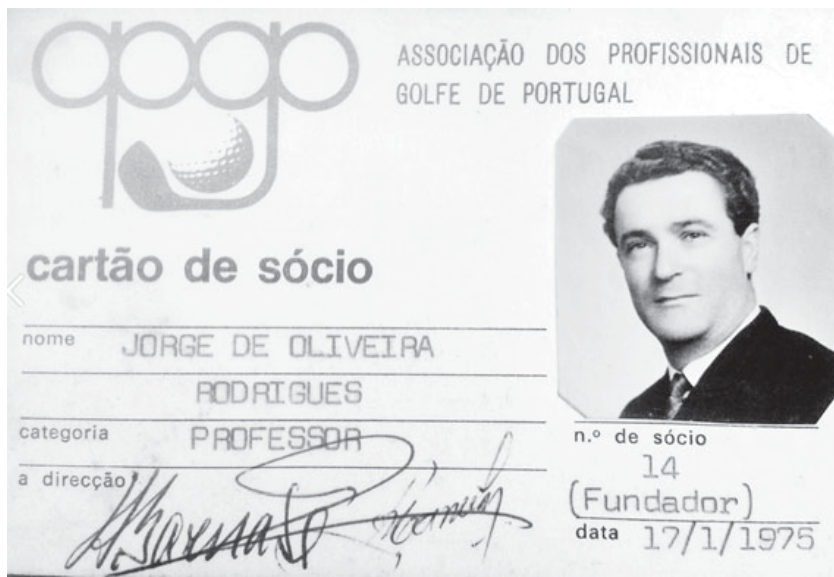 apgp
ASSOCIAÇÃO DOS PROFISSIONAIS DE
GOLFE DE PORTUGAL
cartão de sócio
nome JORGE DE OLIVEIRA
RODRIGUES
categoria PROFESSOR
a direcção
n.º de sócio
14
(Fundador)
data 17/1/1975